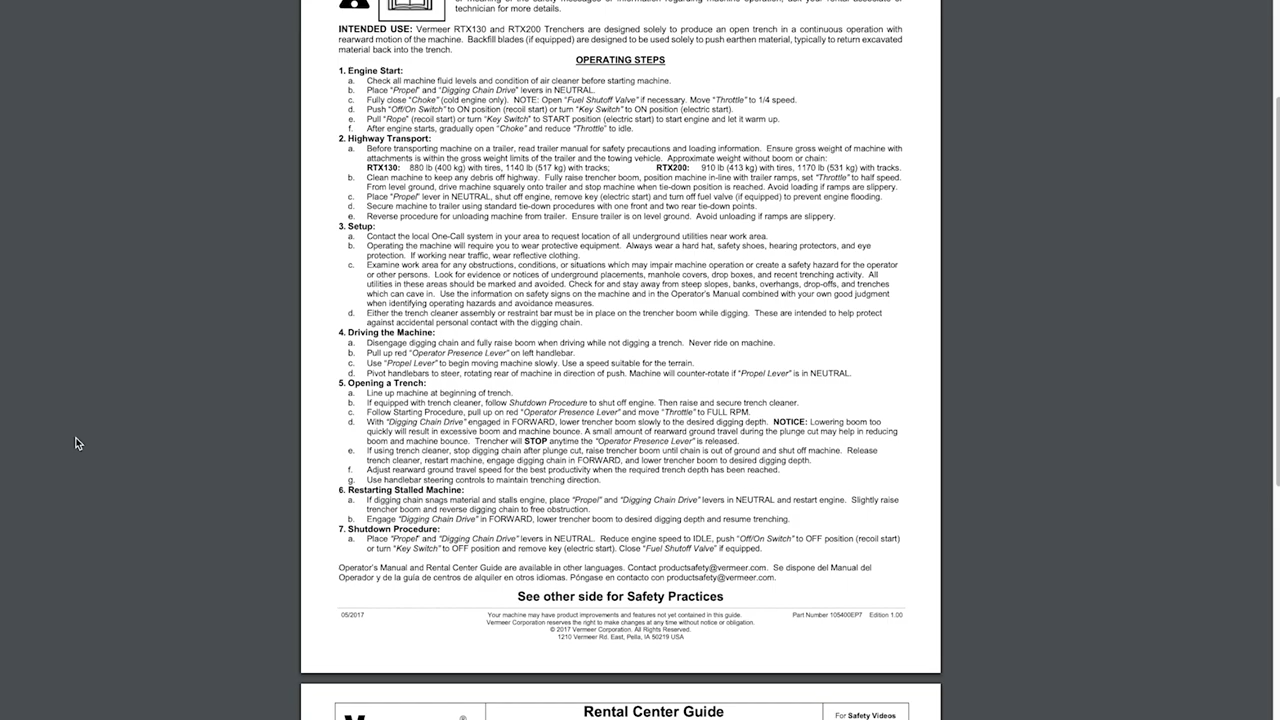 or meaning of the safety messages or information regarding machine operation, ask your rental associate or
technician for more details.
INTENDED USE: Vermeer RTX130 and RTX200 Trenchers are designed solely to produce an open trench in a continuous operation with
rearward motion of the machine. Backfill blades (if equipped) are designed to be used solely to push earthen material, typically to return excavated
material back into the trench.
OPERATING STEPS
1. Engine Start:
a. Check all machine fluid levels and condition of air cleaner before starting machine.
b. Place "Propel" and "Digging Chain Drive" levers in NEUTRAL.
c. Fully close "Choke" (cold engine only). NOTE: Open "Fuel Shutoff Valve" if necessary. Move "Throttle" to 1/4 speed.
d. Push "Off/On Switch" to ON position (recoil start) or turn "Key Switch" to ON position (electric start).
e. Pull "Rope" (recoil start) or turn "Key Switch" to START position (electric start) to start engine and let it warm up.
f. After engine starts, gradually open "Choke" and reduce "Throttle" to idle.
2. Highway Transport:
a. Before transporting machine on a trailer, read trailer manual for safety precautions and loading information. Ensure gross weight of machine with
attachments is within the gross weight limits of the trailer and the towing vehicle. Approximate weight without boom or chain:
RTX130: 880 lb (400 kg) with tires, 1140 lb (517 kg) with tracks; RTX200: 910 lb (413 kg) with tires, 1170 lb (531 kg) with tracks.
b. Clean machine to keep any debris off highway. Fully raise trencher boom, position machine in-line with trailer ramps, set "Throttle" to half speed.
From level ground, drive machine squarely onto trailer and stop machine when tie-down position is reached. Avoid loading if ramps are slippery.
c. Place "Propel" lever in NEUTRAL, shut off engine, remove key (electric start) and turn off fuel valve (if equipped) to prevent engine flooding.
d. Secure machine to trailer using standard tie-down procedures with one front and two rear tie-down points.
e. Reverse procedure for unloading machine from trailer. Ensure trailer is on level ground. Avoid unloading if ramps are slippery.
3. Setup:
a. Contact the local One-Call system in your area to request location of all underground utilities near work area.
b. Operating the machine will require you to wear protective equipment. Always wear a hard hat, safety shoes, hearing protectors, and eye
protection. If working near traffic, wear reflective clothing.
c. Examine work area for any obstructions, conditions, or situations which may impair machine operation or create a safety hazard for the operator
or other persons. Look for evidence or notices of underground placements, manhole covers, drop boxes, and recent trenching activity. All
utilities in these areas should be marked and avoided. Check for and stay away from steep slopes, banks, overhangs, drop-offs, and trenches
which can cave in. Use the information on safety signs on the machine and in the Operator's Manual combined with your own good judgment
when identifying operating hazards and avoidance measures.
d. Either the trench cleaner assembly or restraint bar must be in place on the trencher boom while digging. These are intended to help protect
against accidental personal contact with the digging chain.
4. Driving the Machine:
a. Disengage digging chain and fully raise boom when driving while not digging a trench. Never ride on machine.
b. Pull up red "Operator Presence Lever" on left handlebar.
c. Use "Propel Lever" to begin moving machine slowly. Use a speed suitable for the terrain.
d. Pivot handlebars to steer, rotating rear of machine in direction of push. Machine will counter-rotate if "Propel Lever" is in NEUTRAL.
5. Opening a Trench:
a. Line up machine at beginning of trench.
b. If equipped with trench cleaner, follow Shutdown Procedure to shut off engine. Then raise and secure trench cleaner.
c. Follow Starting Procedure, pull up on red "Operator Presence Lever" and move "Throttle" to FULL RPM.
d. With "Digging Chain Drive" engaged in FORWARD, lower trencher boom slowly to the desired digging depth. NOTICE: Lowering boom too
quickly will result in excessive boom and machine bounce. A small amount of rearward ground travel during the plunge cut may help in reducing
boom and machine bounce. Trencher will STOP anytime the "Operator Presence Lever" is released.
e. If using trench cleaner, stop digging chain after plunge cut, raise trencher boom until chain is out of ground and shut off machine. Release
trench cleaner, restart machine, engage digging chain in FORWARD, and lower trencher boom to desired digging depth.
f. Adjust rearward ground travel speed for the best productivity when the required trench depth has been reached.
g. Use handlebar steering controls to maintain trenching direction.
6. Restarting Stalled Machine:
a. If digging chain snags material and stalls engine, place "Propel" and "Digging Chain Drive" levers in NEUTRAL and restart engine. Slightly raise
trencher boom and reverse digging chain to free obstruction.
b. Engage "Digging Chain Drive" in FORWARD, lower trencher boom to desired digging depth and resume trenching.
7. Shutdown Procedure:
a. Place "Propel" and "Digging Chain Drive" levers in NEUTRAL. Reduce engine speed to IDLE, push "Off/On Switch" to OFF position (recoil start)
or turn "Key Switch" to OFF position and remove key (electric start). Close "Fuel Shutoff Valve" if equipped.
Operator's Manual and Rental Center Guide are available in other languages. Contact productsafety@vermeer.com. Se dispone del Manual del
Operador y de la guía de centros de alquiler en otros idiomas. Póngase en contacto con productsafety@vermeer.com.
See other side for Safety Practices
05/2017 Your machine may have product improvements and features not yet contained in this guide. Part Number 105400EP7 Edition 1.00
Vermeer Corporation reserves the right to make changes at any time without notice or obligation.
© 2017 Vermeer Corporation. All Rights Reserved.
1210 Vermeer Rd. East, Pella, IA 50219 USA
Rental Center Guide
For Safety Videos